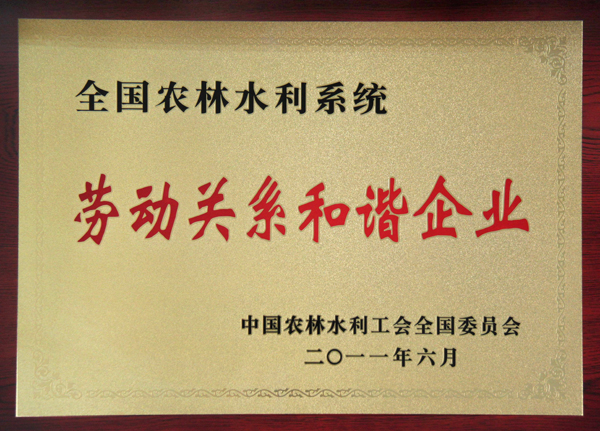 全国农林水利系统
劳动关系和谐企业
中国农林水利工会全国委员会
二〇一一年六月